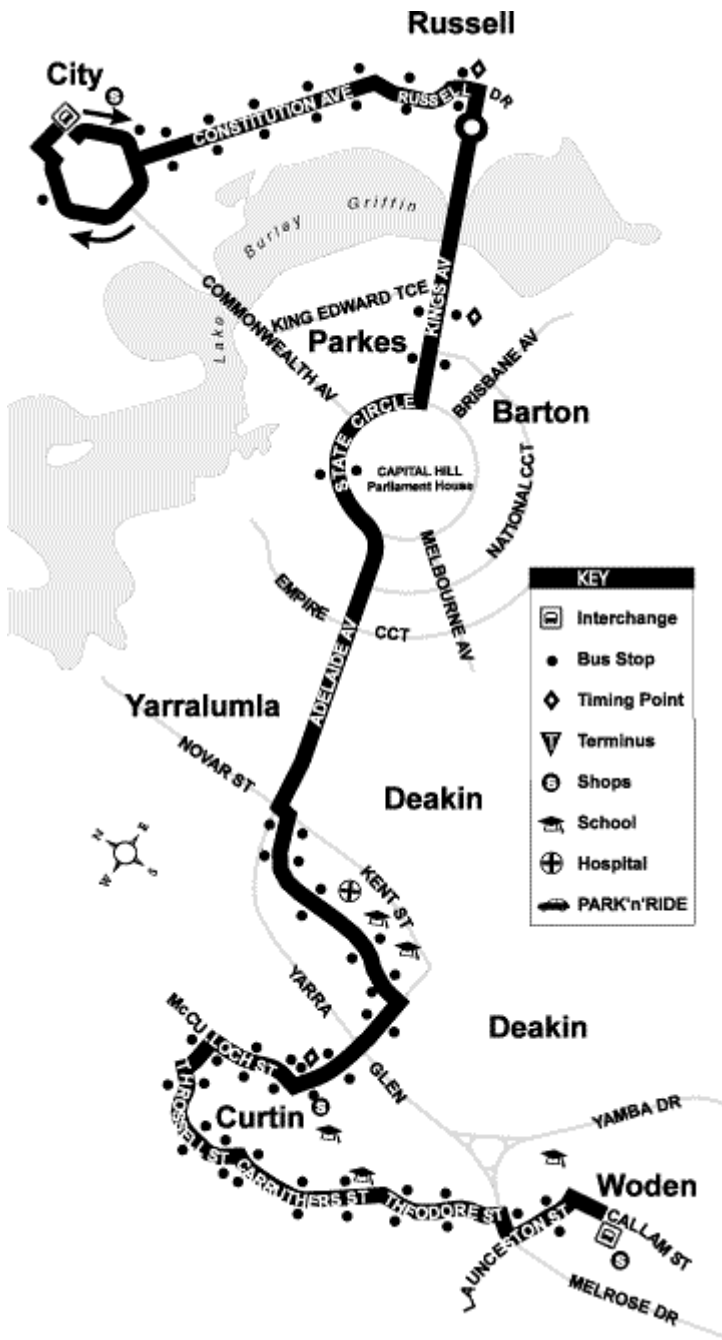 Russell
City
S
CONSTITUTION AVE
RUSSELL
DR
Burley Griffin
Lake
COMMONWEALTH AV
KING EDWARD TCE
KINGS AV
Parkes
BRISBANE AV
Barton
STATE CIRCLE
CAPITAL HILL
Parliament House
NATIONAL CCT
MELBOURNE AV
EMPIRE CCT
ADELAIDE AV
KEY
Interchange
Bus Stop
Timing Point
T
Terminus
S
Shops
School
Hospital
PARK'n'RIDE
Yarralumla
NOVAR ST
Deakin
N
E
W
S
KENT ST
YARRA
GLEN
Deakin
McCULLOCH ST
THROSSELL ST
Curtin
S
CARRUTHERS ST
THEODORE ST
YAMBA DR
Woden
CALLAM ST
S
LAUNCESTON ST
MELROSE DR